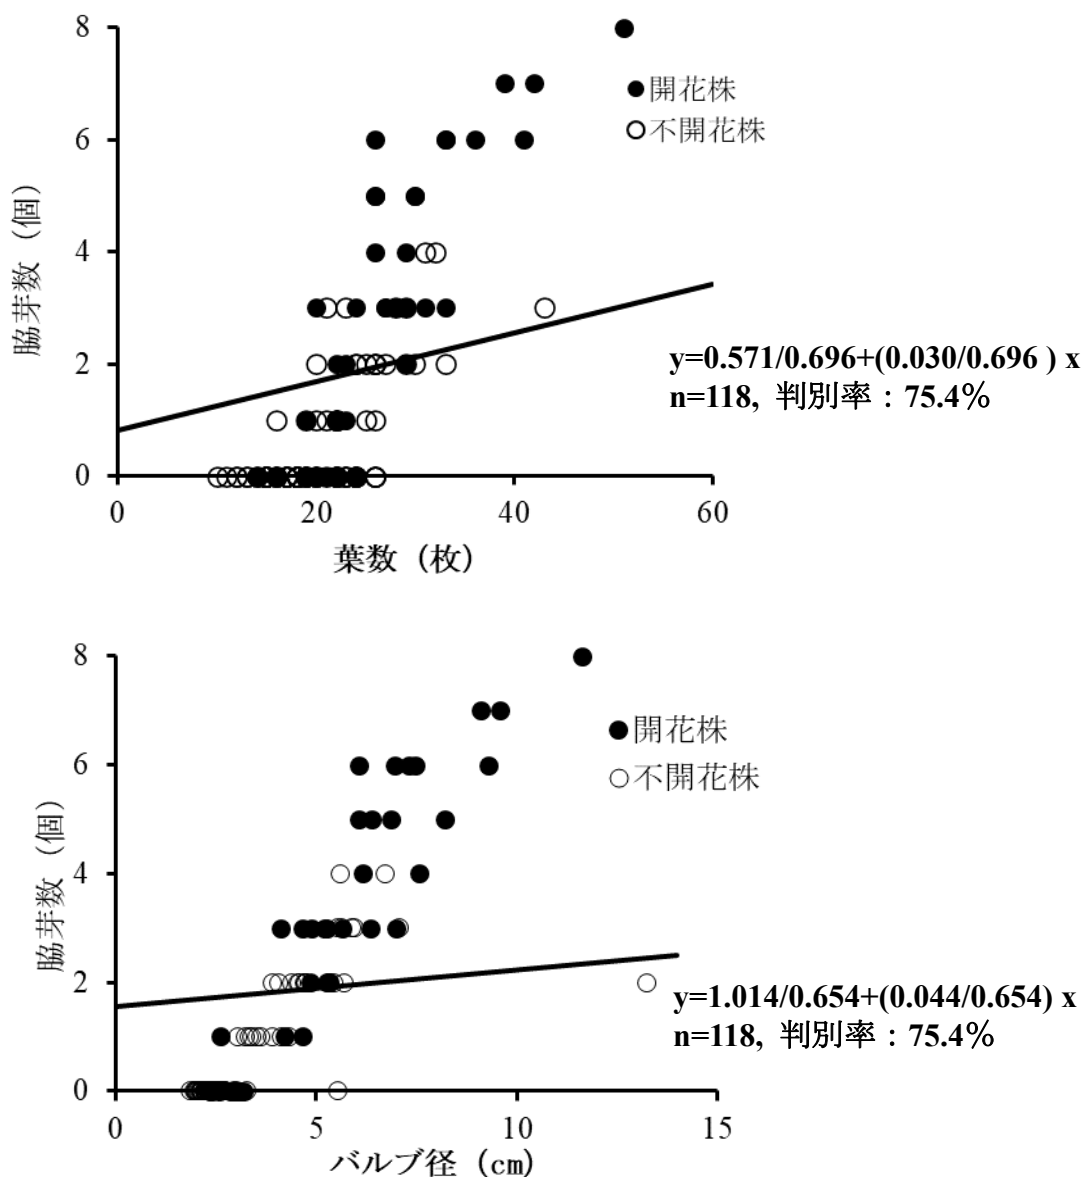 8
6
4
2
0
脇芽数 (個)
●開花株
○不開花株
y=0.571/0.696+(0.030/0.696 ) x
n=118, 判別率：75.4%
0 20 40 60
葉数 (枚)
8
6
4
2
0
脇芽数 (個)
●開花株
○不開花株
y=1.014/0.654+(0.044/0.654) x
n=118, 判別率：75.4%
0 5 10 15
バルブ径 (cm)